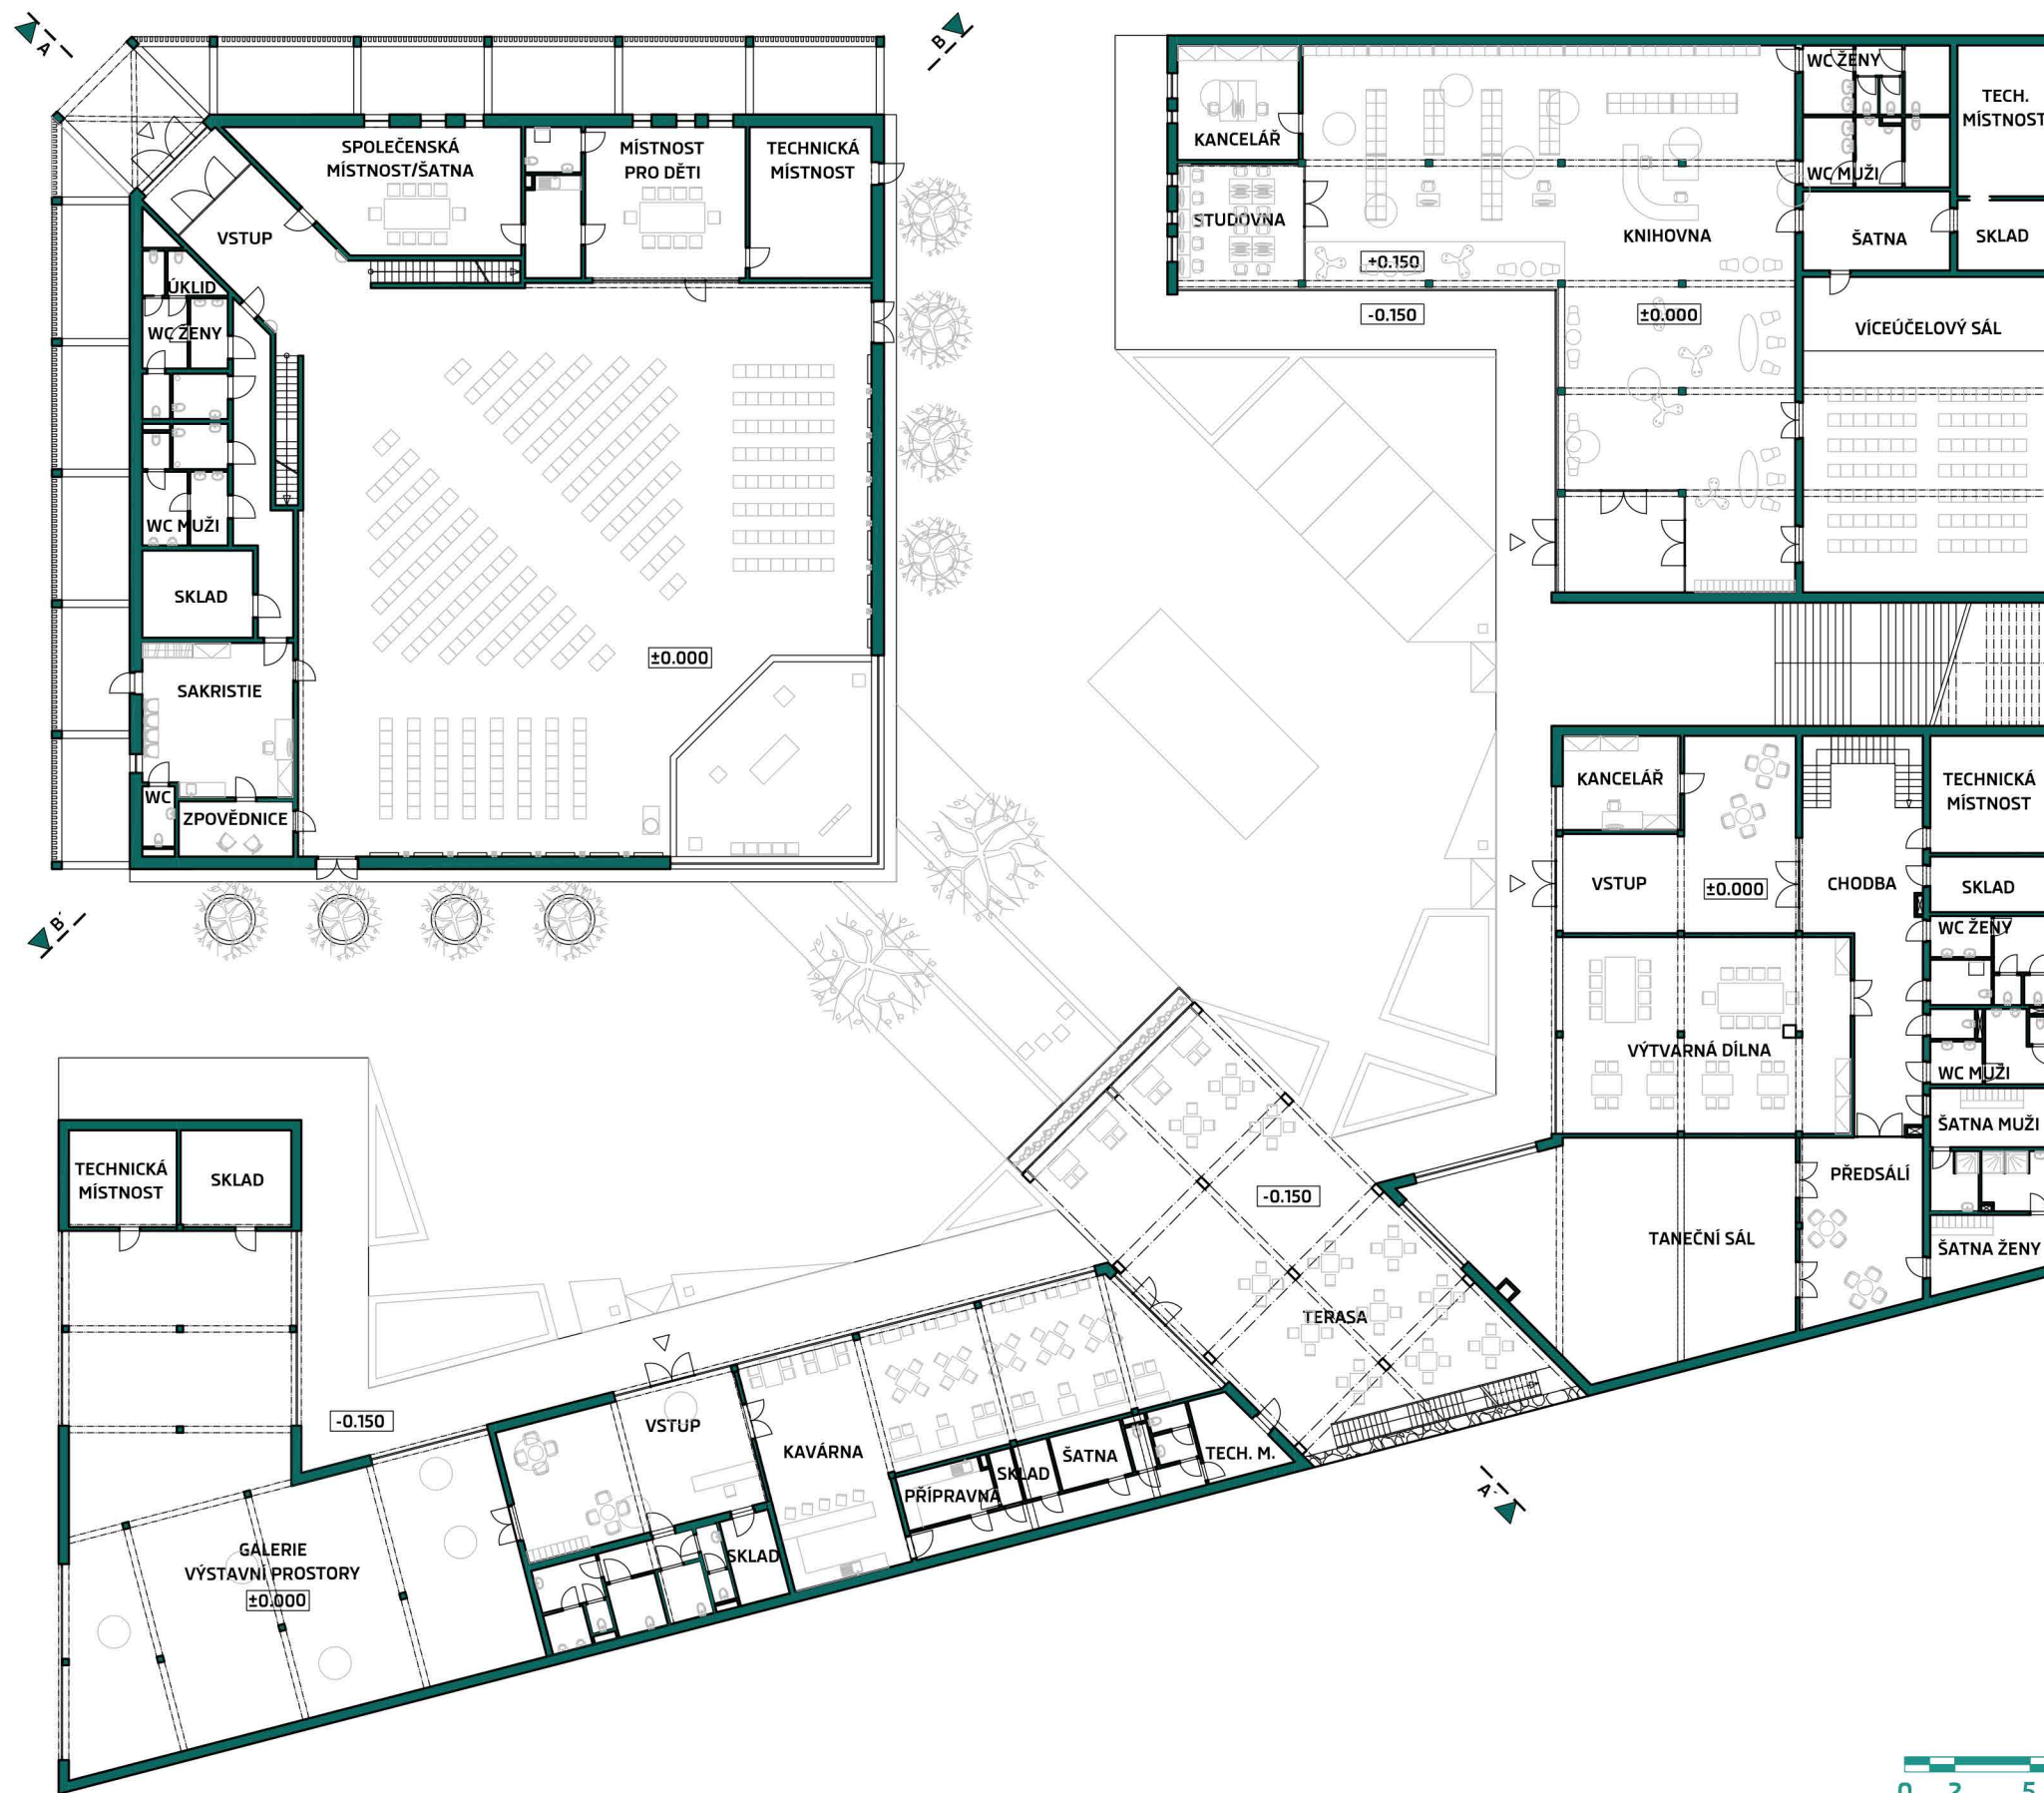 A
B
SPOLEČENSKÁ
MÍSTNOST/ŠATNA
MÍSTNOST
PRO DĚTI
TECHNICKÁ
MÍSTNOST
VSTUP
ÚKLID
WC ŽENY
WC MUŽI
SKLAD
±0.000
SAKRISTIE
WC
ZPOVĚDNICE
B'
KANCELÁŘ
STUDOVNA
KNIHOVNA
+0.150
-0.150
±0.000
WC ŽENY
WC MUŽI
TECH.
MÍSTNOST
ŠATNA
SKLAD
VÍCEÚČELOVÝ SÁL
KANCELÁŘ
TECHNICKÁ
MÍSTNOST
VSTUP
±0.000
CHODBA
SKLAD
WC ŽENY
VÝTVARNÁ DÍLNA
WC MUŽI
ŠATNA MUŽI
PŘEDSÁLÍ
TANEČNÍ SÁL
ŠATNA ŽENY
TECHNICKÁ
MÍSTNOST
SKLAD
-0.150
TERASA
-0.150
VSTUP
KAVÁRNA
PŘÍPRAVNA
SKLAD
ŠATNA
TECH. M.
A'
GALERIE
VÝSTAVNÍ PROSTORY
±0.000
SKLAD
0 2 5